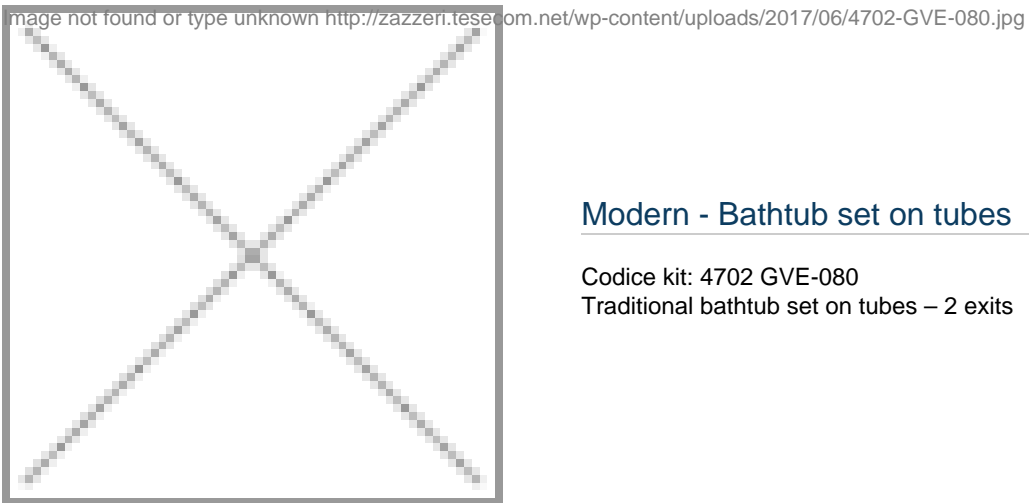 Image not found or type unknown http://zazzeri.tesecom.net/wp-content/uploads/2017/06/4702-GVE-080.jpg
Modern - Bathtub set on tubes
Codice kit: 4702 GVE-080
Traditional bathtub set on tubes – 2 exits